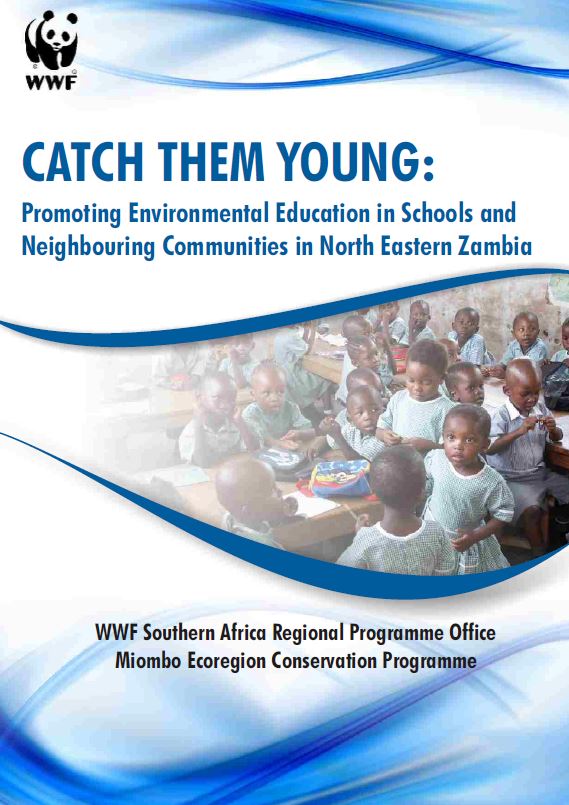 WWF
CATCH THEM YOUNG:
Promoting Environmental Education in Schools and
Neighbouring Communities in North Eastern Zambia
WWF Southern Africa Regional Programme Office
Miombo Ecoregion Conservation Programme